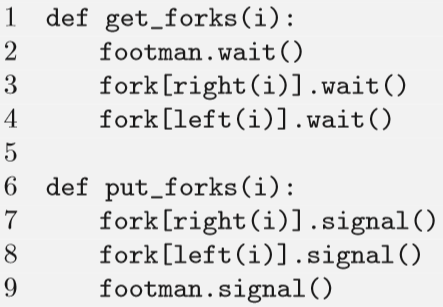 1 def get_forks(i):
2     footman.wait()
3     fork[right(i)].wait()
4     fork[left(i)].wait()
5
6 def put_forks(i):
7     fork[right(i)].signal()
8     fork[left(i)].signal()
9     footman.signal()